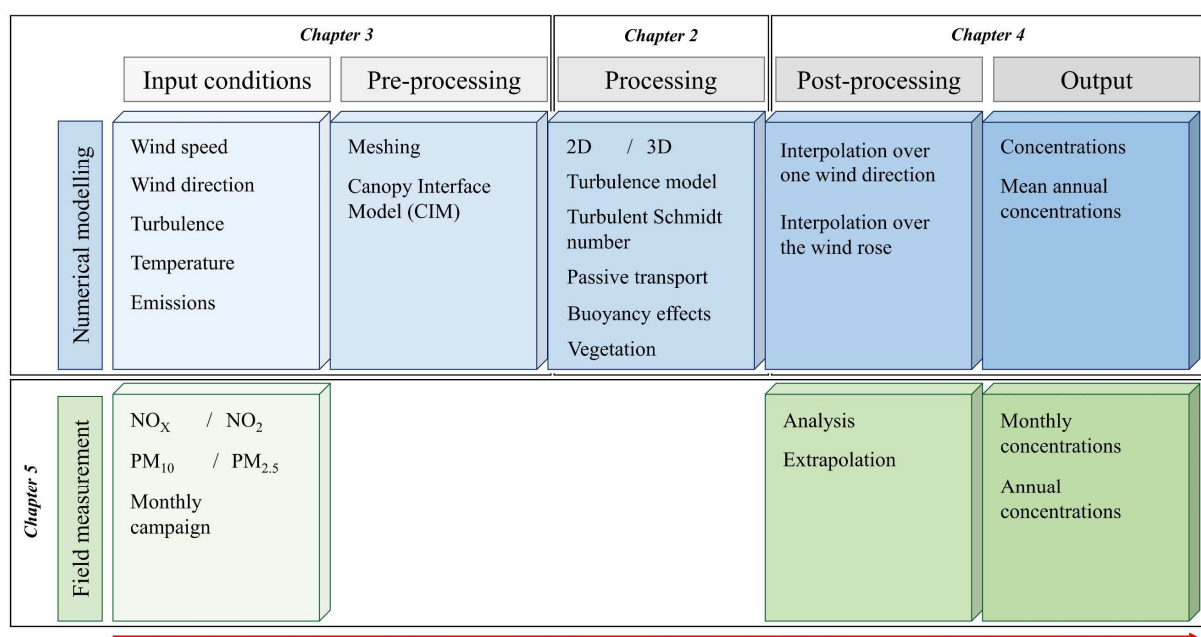 Chapter 3
Chapter 2
Chapter 4
Input conditions
Pre-processing
Processing
Post-processing
Output
Numerical modelling
Wind speed
Wind direction
Turbulence
Temperature
Emissions
Meshing
Canopy Interface
Model (CIM)
2D / 3D
Turbulence model
Turbulent Schmidt
number
Passive transport
Buoyancy effects
Vegetation
Interpolation over
one wind direction
Interpolation over
the wind rose
Concentrations
Mean annual
concentrations
Chapter 5
Field measurement
NOX / NO2
PM10 / PM2.5
Monthly
campaign
Analysis
Extrapolation
Monthly
concentrations
Annual
concentrations